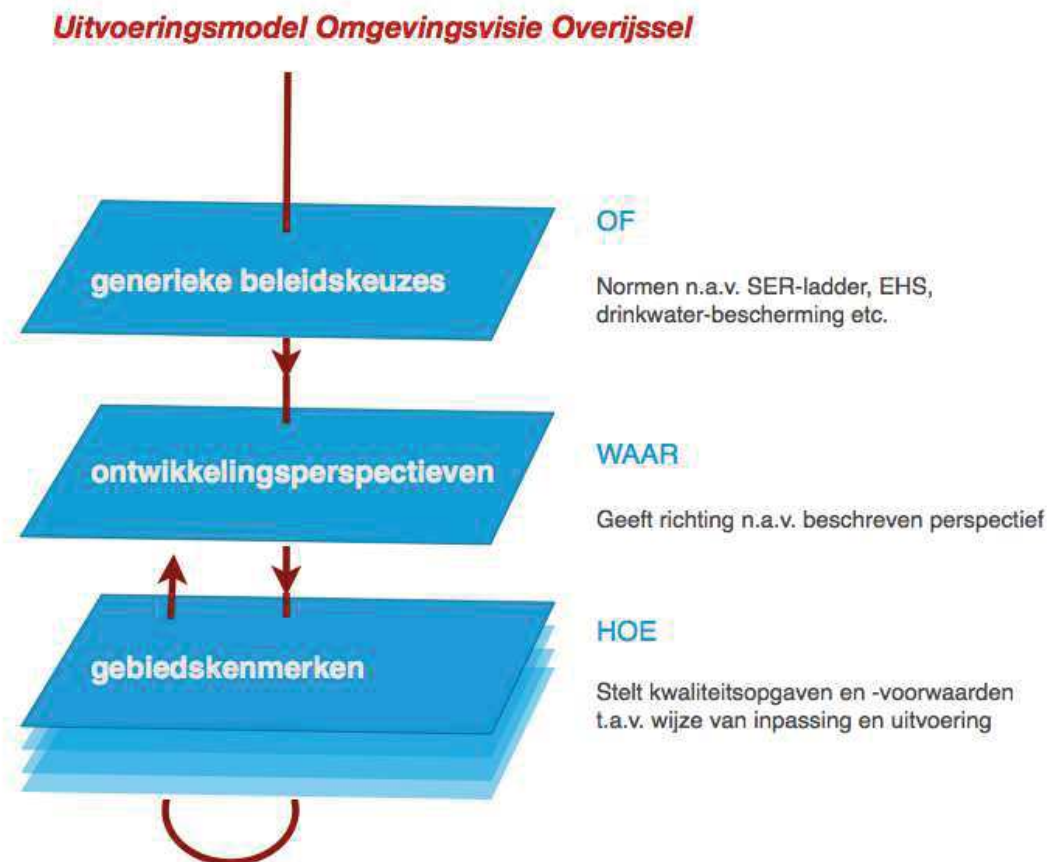 Uitvoeringsmodel Omgevingsvisie Overijssel
generieke beleidskeuzes
OF
Normen n.a.v. SER-ladder, EHS,
drinkwater-bescherming etc.
ontwikkelingsperspectieven
WAAR
Geeft richting n.a.v. beschreven perspectief
gebiedskenmerken
HOE
Stelt kwaliteitsopgaven en -voorwaarden
t.a.v. wijze van inpassing en uitvoering